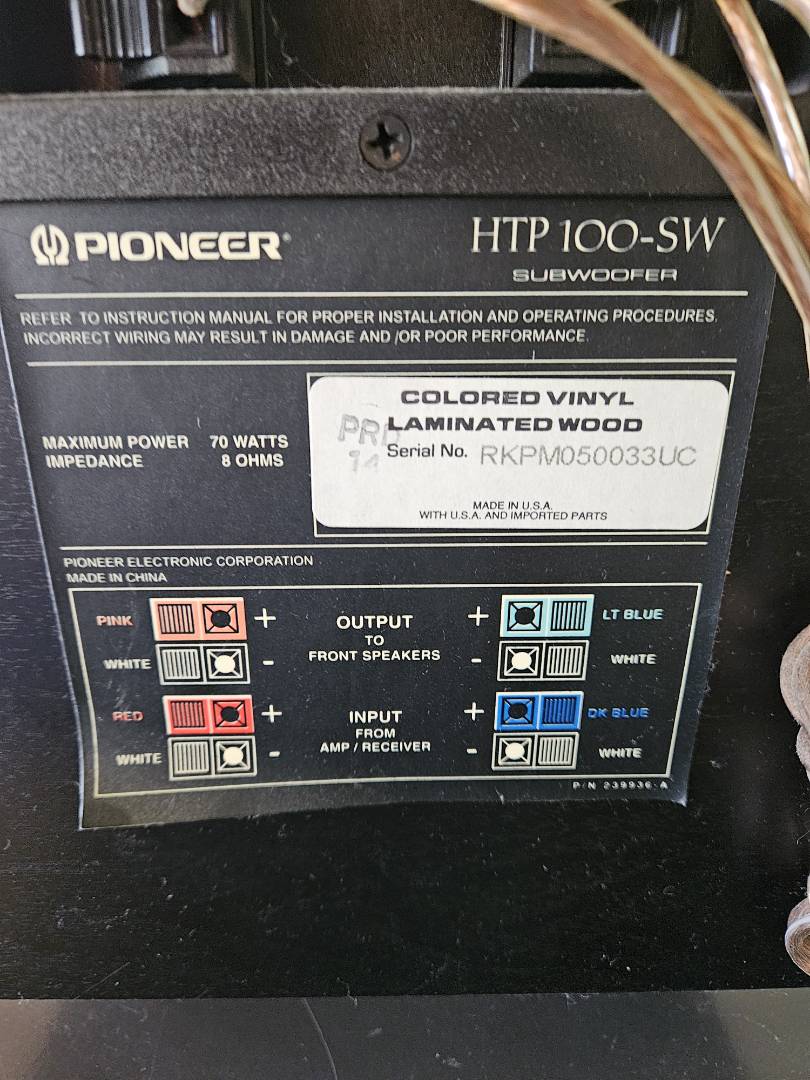 PIONEER®
HTP 100-SW
SUBWOOFER
REFER TO INSTRUCTION MANUAL FOR PROPER INSTALLATION AND OPERATING PROCEDURES.
INCORRECT WIRING MAY RESULT IN DAMAGE AND /OR POOR PERFORMANCE.
MAXIMUM POWER 70 WATTS
IMPEDANCE 8 OHMS
COLORED VINYL
LAMINATED WOOD
PRD
14
Serial No. RKPM050033UC
MADE IN U.S.A.
WITH U.S.A. AND IMPORTED PARTS
PIONEER ELECTRONIC CORPORATION
MADE IN CHINA
PINK + OUTPUT + LT BLUE
TO
WHITE - FRONT SPEAKERS - WHITE
RED + INPUT + DK BLUE
FROM
WHITE - AMP / RECEIVER - WHITE
P/N 239936-A